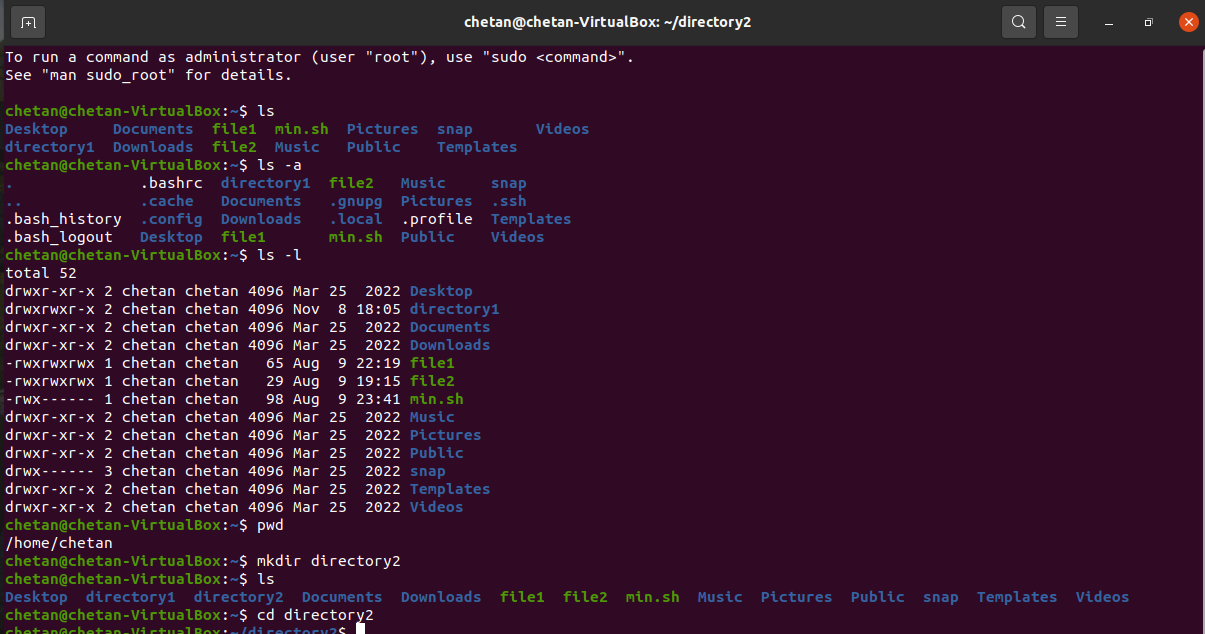 chetan@chetan-VirtualBox: ~/directory2
To run a command as administrator (user "root"), use "sudo <command>".
See "man sudo_root" for details.
chetan@chetan-VirtualBox:~$ ls
Desktop     Documents  file1  min.sh  Pictures  snap       Videos
directory1  Downloads  file2  Music   Public    Templates
chetan@chetan-VirtualBox:~$ ls -a
.              .bashrc  directory1  file2   Music     snap
..             .cache   Documents   .gnupg  Pictures  .ssh
.bash_history  .config  Downloads   .local  .profile  Templates
.bash_logout   Desktop  file1       min.sh  Public    Videos
chetan@chetan-VirtualBox:~$ ls -l
total 52
drwxr-xr-x 2 chetan chetan 4096 Mar 25  2022 Desktop
drwxrwxr-x 2 chetan chetan 4096 Nov  8 18:05 directory1
drwxr-xr-x 2 chetan chetan 4096 Mar 25  2022 Documents
drwxr-xr-x 2 chetan chetan 4096 Mar 25  2022 Downloads
-rwxrwxrwx 1 chetan chetan   65 Aug  9 22:19 file1
-rwxrwxrwx 1 chetan chetan   29 Aug  9 19:15 file2
-rwx------ 1 chetan chetan   98 Aug  9 23:41 min.sh
drwxr-xr-x 2 chetan chetan 4096 Mar 25  2022 Music
drwxr-xr-x 2 chetan chetan 4096 Mar 25  2022 Pictures
drwxr-xr-x 2 chetan chetan 4096 Mar 25  2022 Public
drwx------ 3 chetan chetan 4096 Mar 25  2022 snap
drwxr-xr-x 2 chetan chetan 4096 Mar 25  2022 Templates
drwxr-xr-x 2 chetan chetan 4096 Mar 25  2022 Videos
chetan@chetan-VirtualBox:~$ pwd
/home/chetan
chetan@chetan-VirtualBox:~$ mkdir directory2
chetan@chetan-VirtualBox:~$ ls
Desktop  directory1  directory2  Documents  Downloads  file1  file2  min.sh  Music  Pictures  Public  snap  Templates  Videos
chetan@chetan-VirtualBox:~$ cd directory2
chetan@chetan-VirtualBox:~/directory2$